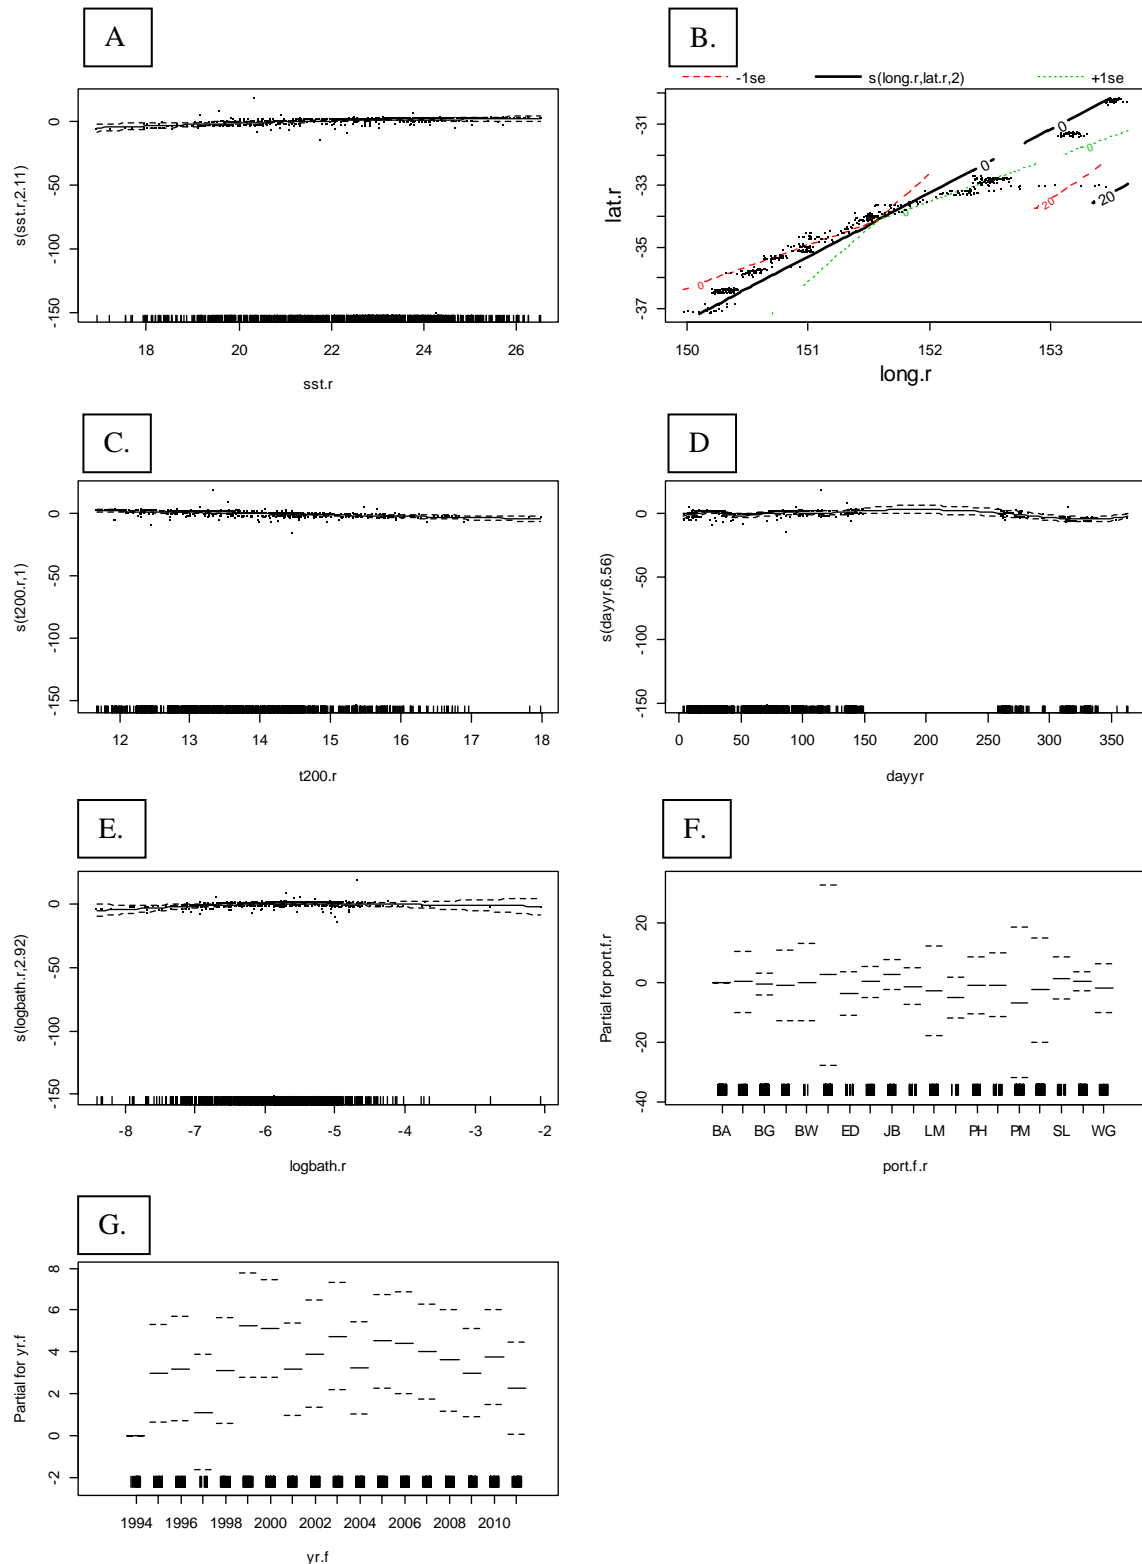 A
B.
-1se s(long.r,lat.r,2) +1se
s(sst.r,2.11)
0
-50
-100
-150
18 20 22 24 26
sst.r
lat.r
-31
-33
-35
-37
0
0
0
0
0
20
20
150 151 152 153
long.r
C.
D
s(t200.r,1)
0
-50
-100
-150
12 13 14 15 16 17 18
t200.r
s(dayyr,6.56)
0
-50
-100
-150
0 50 100 150 200 250 300 350
dayyr
E.
F.
s(logbath.r,2.92)
0
-50
-100
-150
-8 -7 -6 -5 -4 -3 -2
logbath.r
Partial for port.f.r
20
0
-20
-40
BA BG BW ED JB LM PH PM SL WG
port.f.r
G.
Partial for yr.f
8
6
4
2
0
-2
1994 1996 1998 2000 2002 2004 2006 2008 2010
yr.f